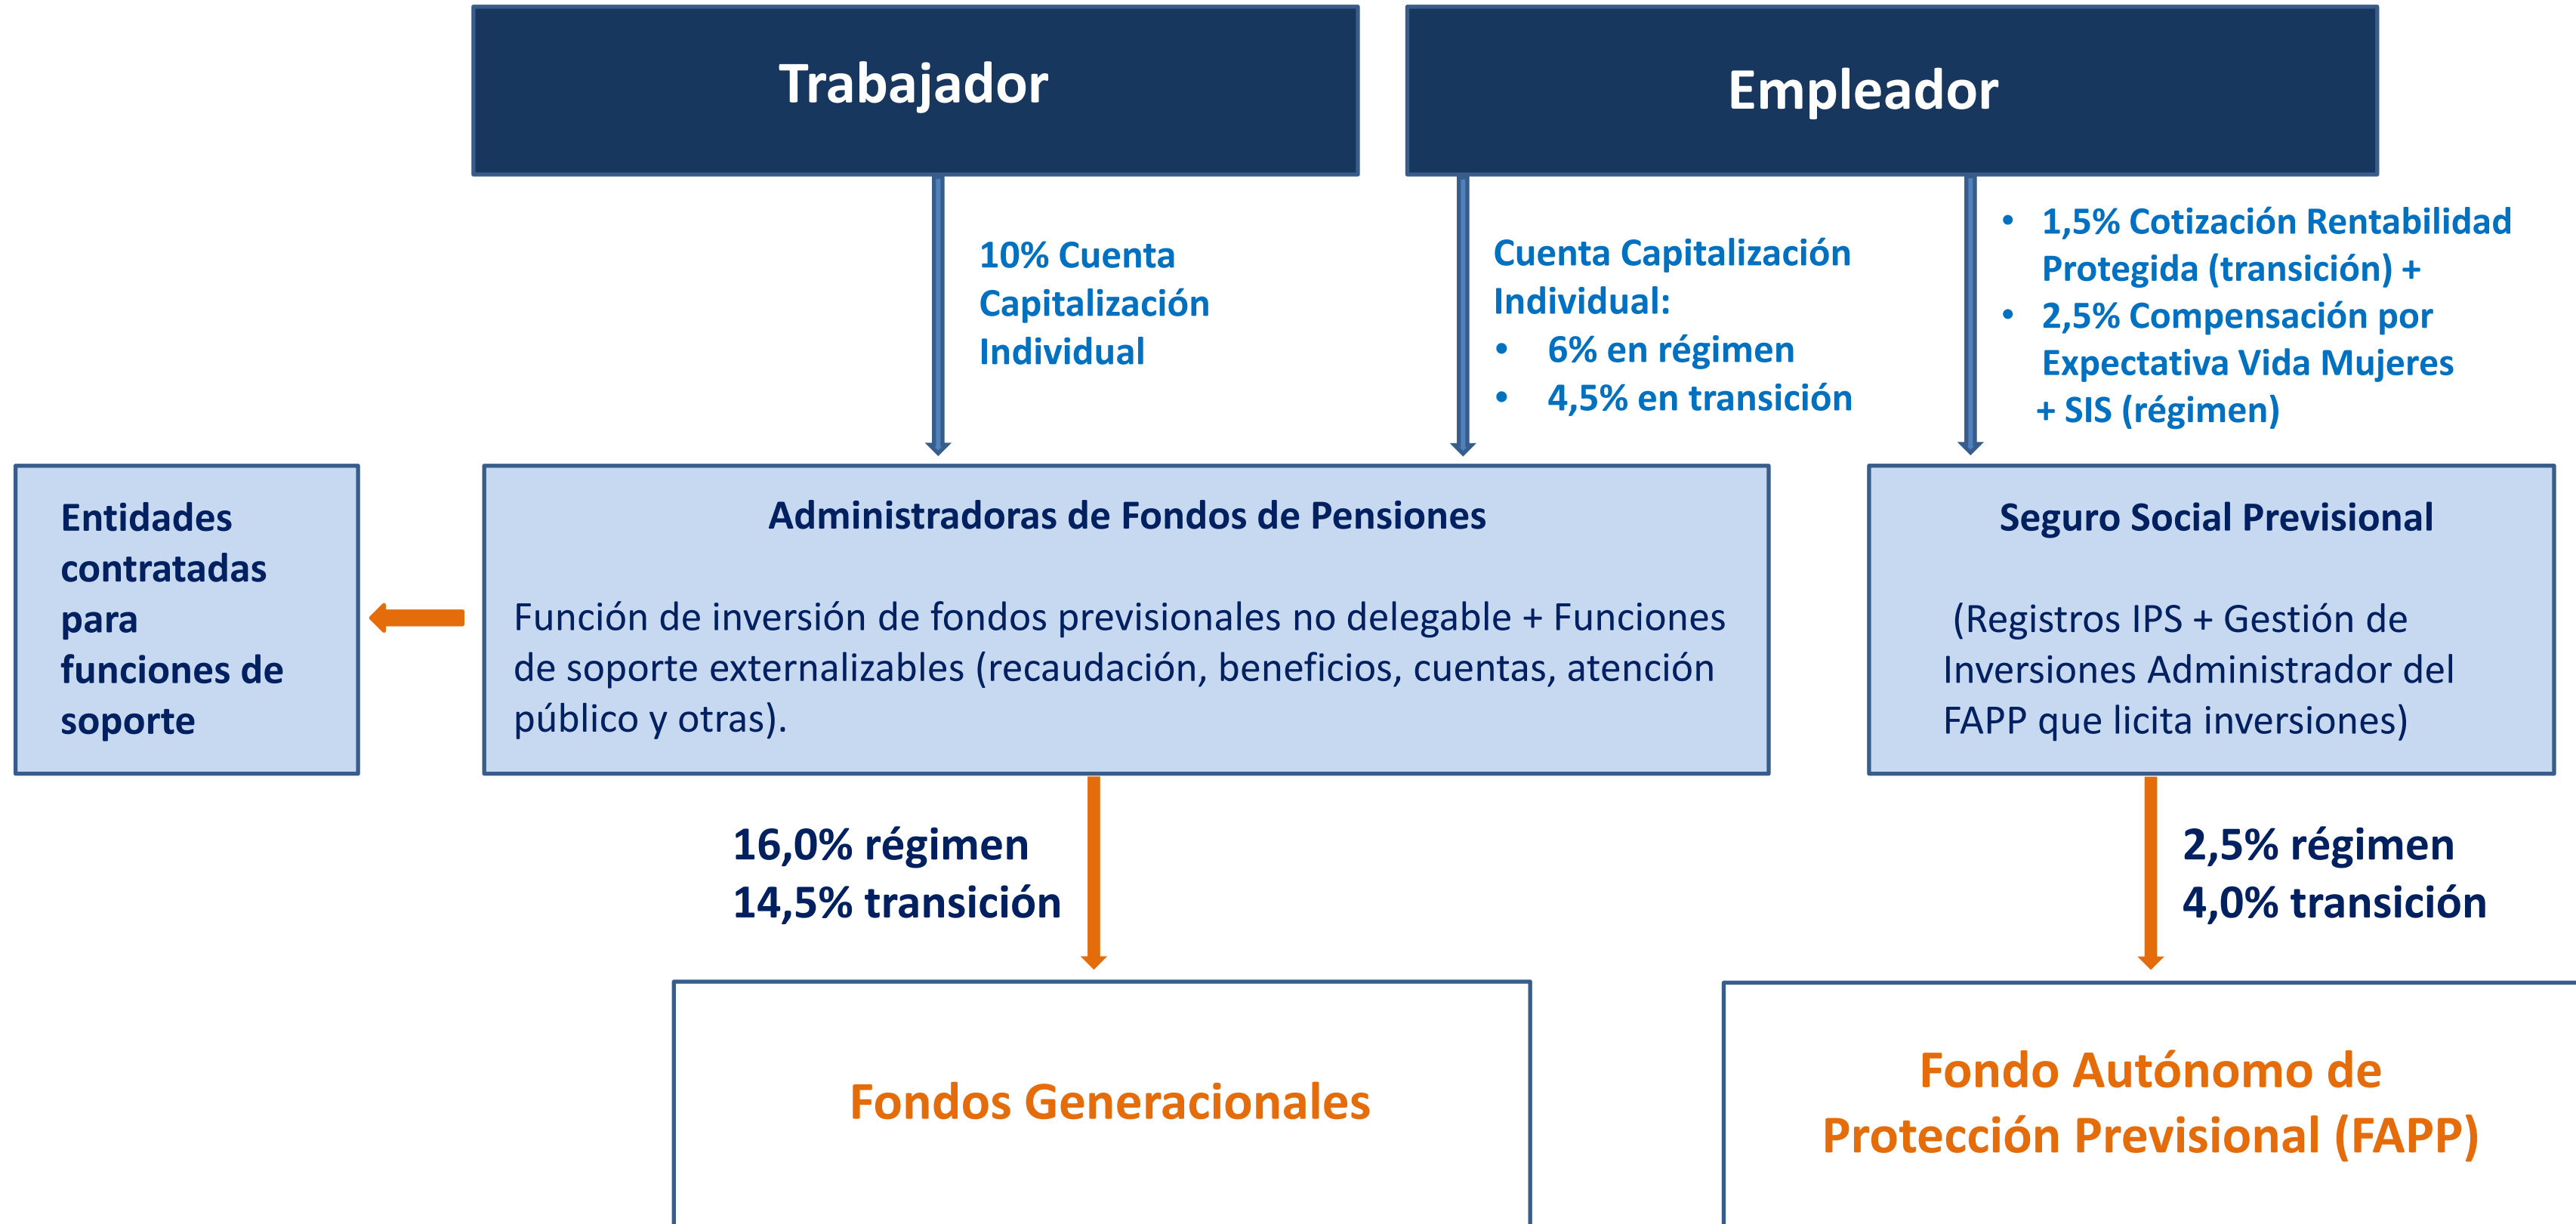 Trabajador
Empleador
10% Cuenta
Capitalización
Individual
Cuenta Capitalización
Individual:
• 6% en régimen
• 4,5% en transición
• 1,5% Cotización Rentabilidad
Protegida (transición) +
• 2,5% Compensación por
Expectativa Vida Mujeres
+ SIS (régimen)
Entidades
contratadas
para
funciones de
soporte
Administradoras de Fondos de Pensiones
Función de inversión de fondos previsionales no delegable + Funciones
de soporte externalizables (recaudación, beneficios, cuentas, atención
público y otras).
Seguro Social Previsional
(Registros IPS + Gestión de
Inversiones Administrador del
FAPP que licita inversiones)
16,0% régimen
14,5% transición
2,5% régimen
4,0% transición
Fondos Generacionales
Fondo Autónomo de
Protección Previsional (FAPP)